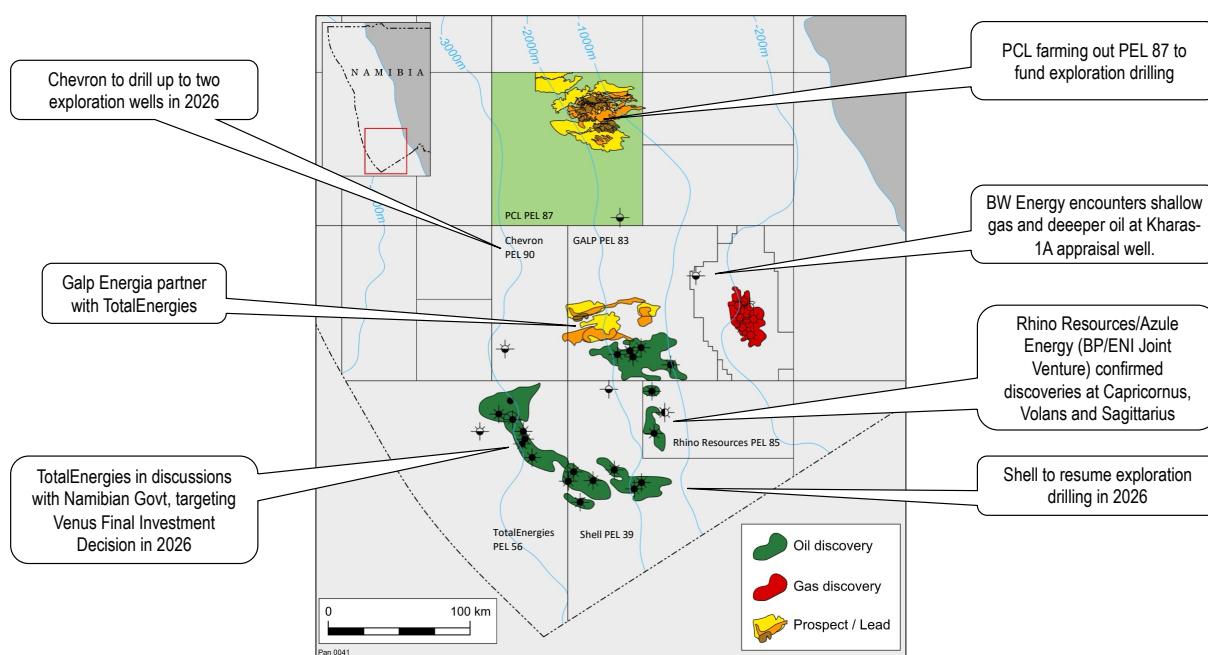 Chevron to drill up to two
exploration wells in 2026
Galp Energia partner
with TotalEnergies
TotalEnergies in discussions
with Namibian Govt, targeting
Venus Final Investment
Decision in 2026
NAMIBIA
-3000m
-2000m
-1000m
-200m
PCL PEL 87
Chevron
PEL 90
GALP PEL 83
Rhino Resources PEL 85
TotalEnergies
PEL 56
Shell PEL 39
-3000m
-2000m
-1000m
-200m
0 100 km
Pan 0041
Oil discovery
Gas discovery
Prospect / Lead
PCL farming out PEL 87 to
fund exploration drilling
BW Energy encounters shallow
gas and deeeper oil at Kharas-
1A appraisal well.
Rhino Resources/Azule
Energy (BP/ENI Joint
Venture) confirmed
discoveries at Capricornus,
Volans and Sagittarius
Shell to resume exploration
drilling in 2026